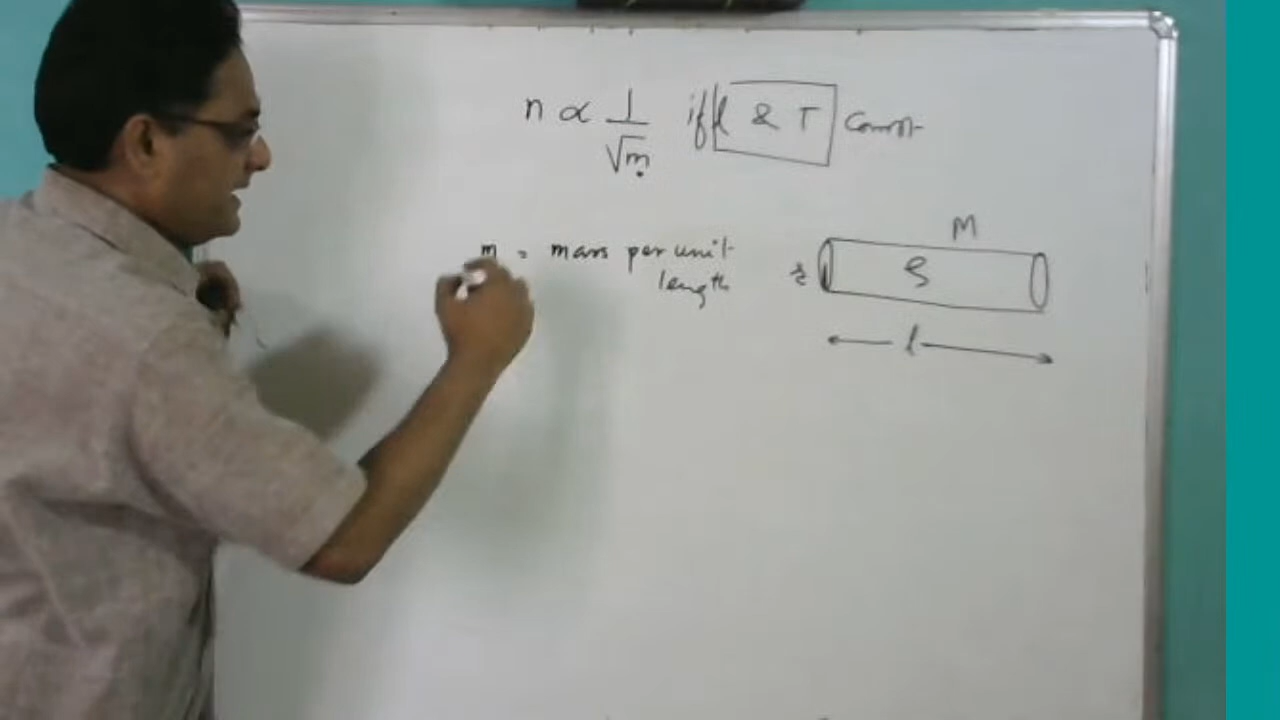 n ∝ 1/√m if l & T Const
m = mass per unit
length
M
r
ρ
l